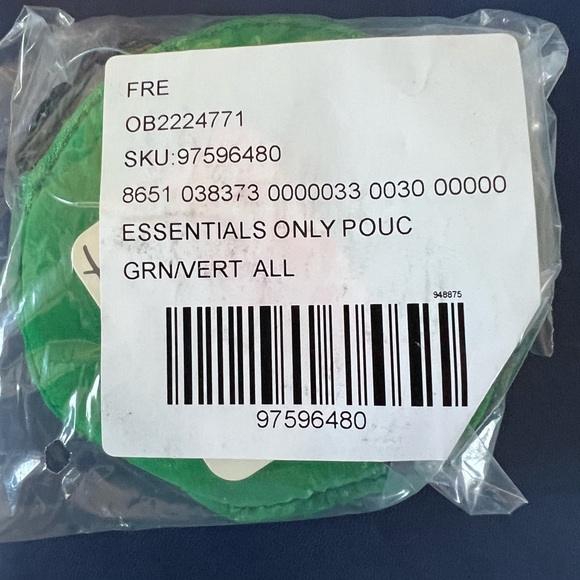 FRE
OB2224771
SKU:97596480
8651 038373 0000033 0030 00000
ESSENTIALS ONLY POUC
GRN/VERT ALL
948875
97596480